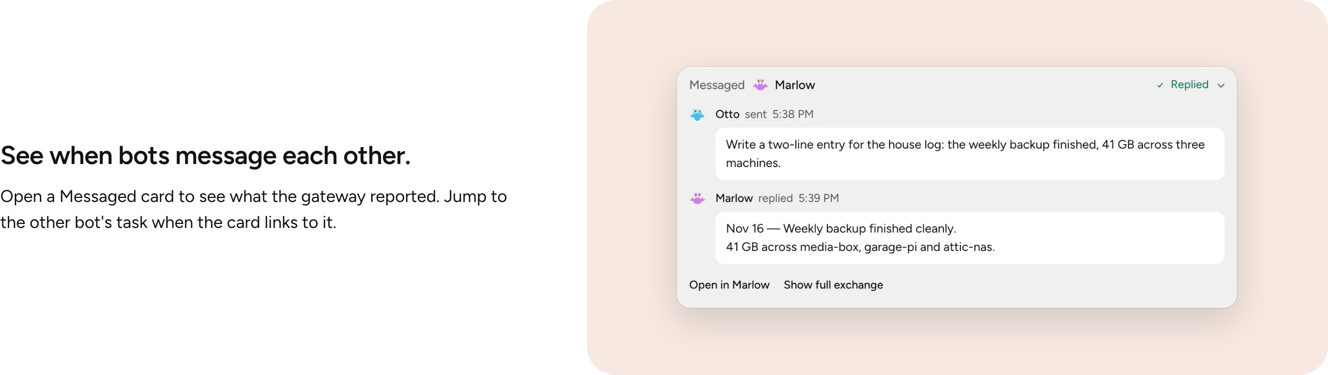 See when bots message each other.
Open a Messaged card to see what the gateway reported. Jump to
the other bot's task when the card links to it.
Messaged Marlow Replied
Otto sent 5:38 PM
Write a two-line entry for the house log: the weekly backup finished, 41 GB across three
machines.
Marlow replied 5:39 PM
Nov 16 — Weekly backup finished cleanly.
41 GB across media-box, garage-pi and attic-nas.
Open in Marlow Show full exchange